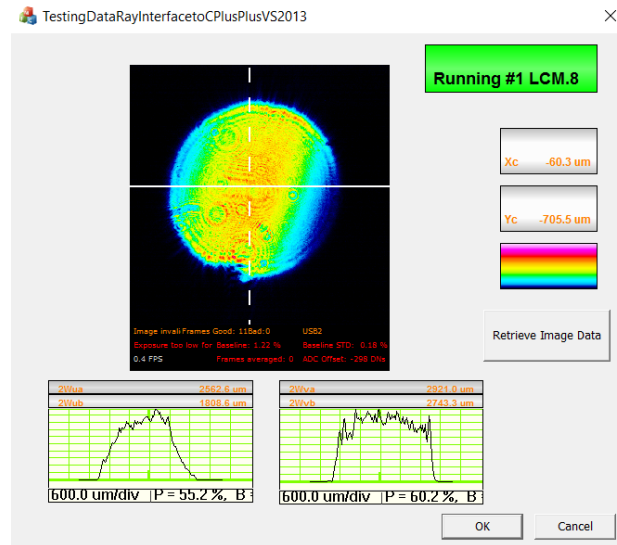 TestingDataRayInterfacetoCPlusPlusVS2013
Running #1 LCM.8
Xc -60.3 um
Yc -705.5 um
Image invali Frames Good: 118ad:0 USB2
Exposure too low for Baseline: 1.22 % Baseline STD: 0.18 %
0.4 FPS Frames averaged: 0 ADC Offset: -298 DNs
Retrieve Image Data
2Wua 2562.6 um
2Wub 1808.6 um
600.0 um/div P = 55.2 %, B
2Wva 2921.0 um
2Wvb 2743.3 um
600.0 um/div P = 60.2 %, B
OK
Cancel